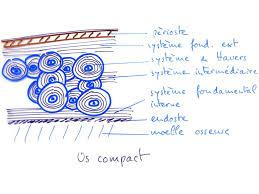 périoste
système fond. ext
système de Havers
système intermédiaire
système fondamental
interne
endoste
moelle osseuse
Os compact